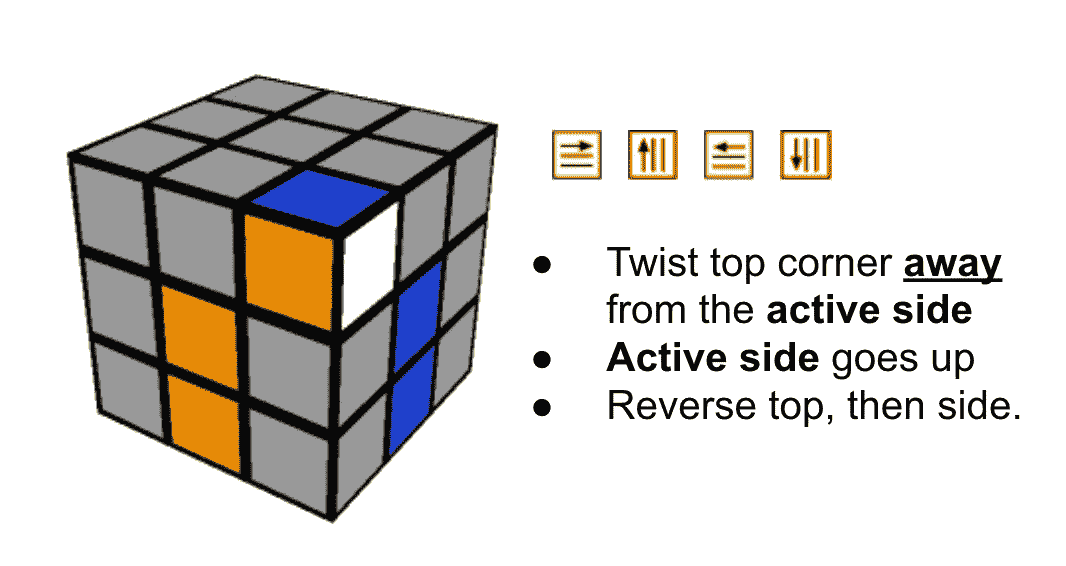 ● Twist top corner away
from the active side
● Active side goes up
● Reverse top, then side.